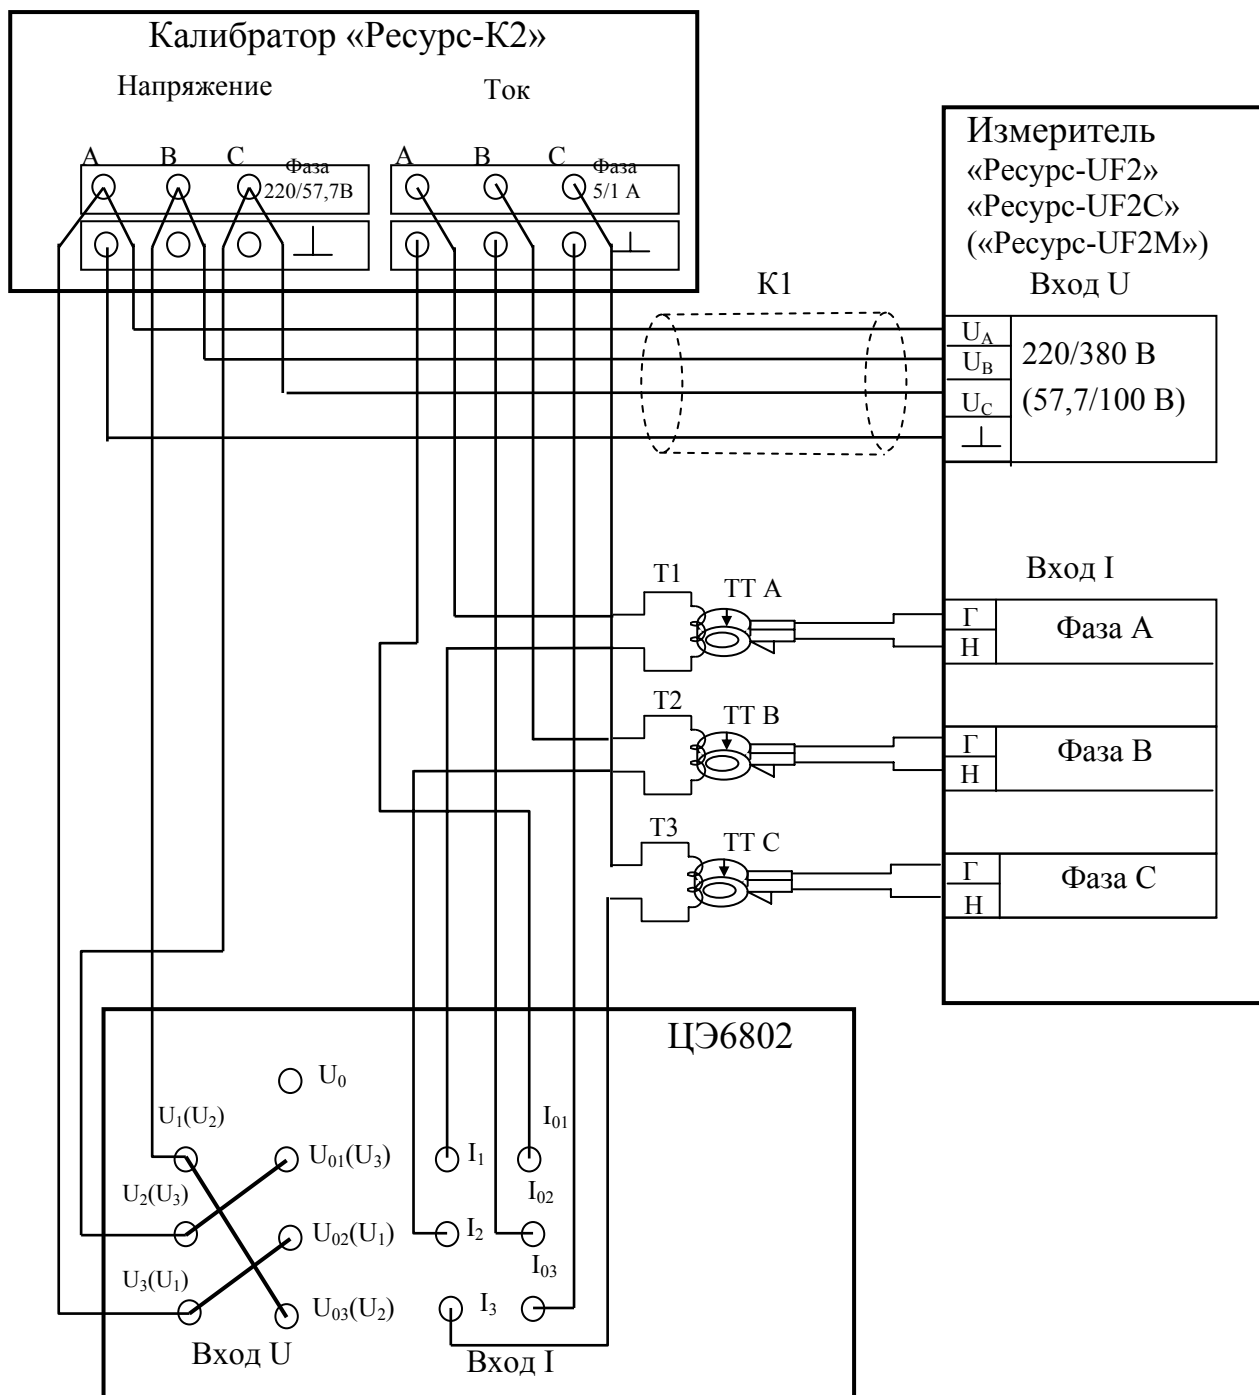 Калибратор «Ресурс-К2»
Напряжение
Ток
A
B
C
Фаза
220/57,7В
A
B
C
Фаза
5/1 А
Измеритель
«Ресурс-UF2»
«Ресурс-UF2С»
(«Ресурс-UF2М»)
Вход U
К1
U_A
U_B
U_C
220/380 В
(57,7/100 В)
Вход I
Т1
ТТ А
Г
Н
Фаза А
Т2
ТТ В
Г
Н
Фаза В
Т3
ТТ С
Г
Н
Фаза С
ЦЭ6802
U₀
U₁(U₂)
U₀₁(U₃)
U₂(U₃)
U₀₂(U₁)
U₃(U₁)
U₀₃(U₂)
Вход U
I₀₁
I₁
I₀₂
I₂
I₀₃
I₃
Вход I